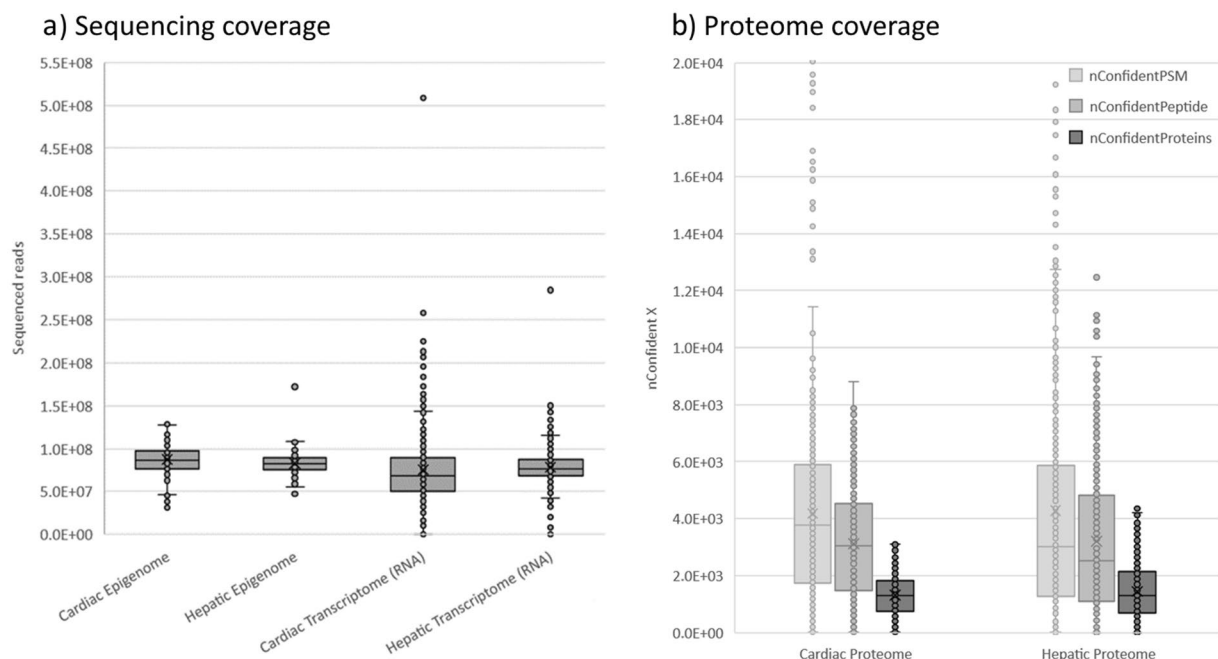 a) Sequencing coverage
5.5E+08
5.0E+08
4.5E+08
4.0E+08
3.5E+08
3.0E+08
2.5E+08
2.0E+08
1.5E+08
1.0E+08
5.0E+07
0.0E+00
Sequenced reads
Cardiac Epigenome
Hepatic Epigenome
Cardiac Transcriptome (RNA)
Hepatic Transcriptome (RNA)
b) Proteome coverage
2.0E+04
1.8E+04
1.6E+04
1.4E+04
1.2E+04
1.0E+04
8.0E+03
6.0E+03
4.0E+03
2.0E+03
0.0E+00
nConfident X
nConfidentPSM
nConfidentPeptide
nConfidentProteins
Cardiac Proteome
Hepatic Proteome